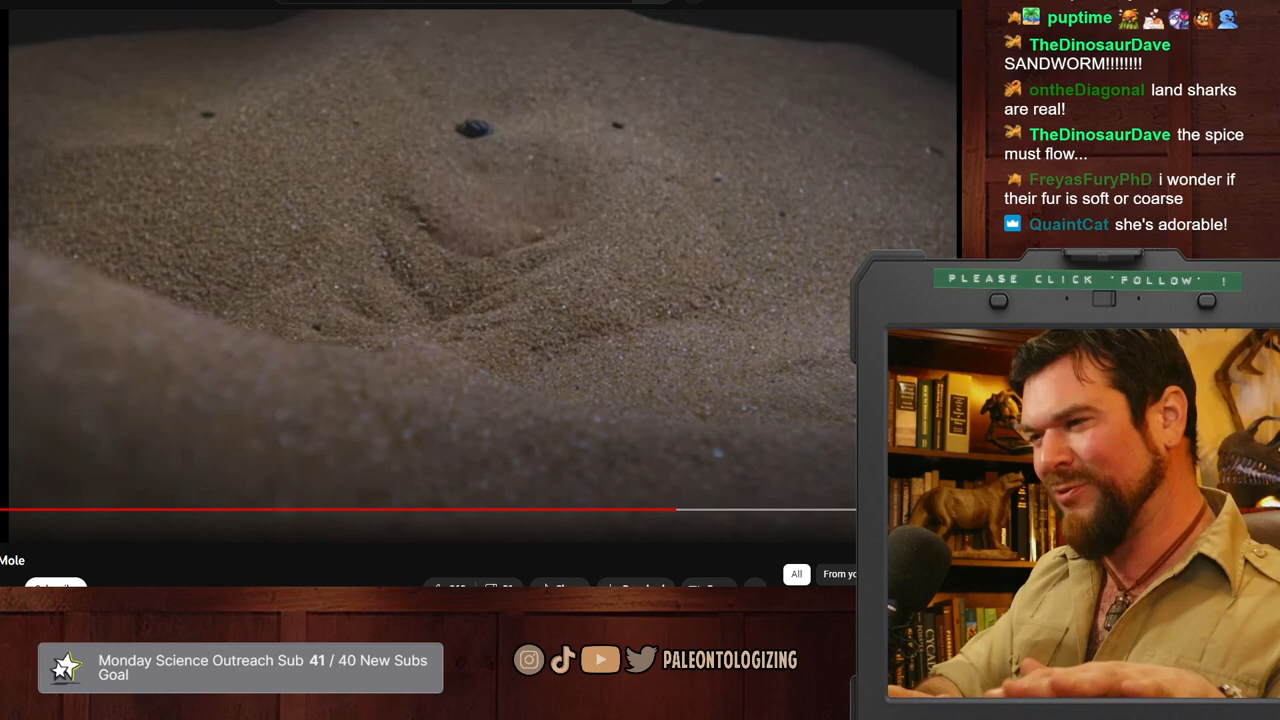 puptime
TheDinosaurDave
SANDWORM!!!!!!!!
ontheDiagonal land sharks
are real!
TheDinosaurDave the spice
must flow...
FreyasFuryPhD i wonder if
their fur is soft or coarse
QuaintCat she's adorable!
PLEASE CLICK 'FOLLOW' !
Mole
All
From yo
Monday Science Outreach Sub 41 / 40 New Subs
Goal
PALEONTOLOGIZING